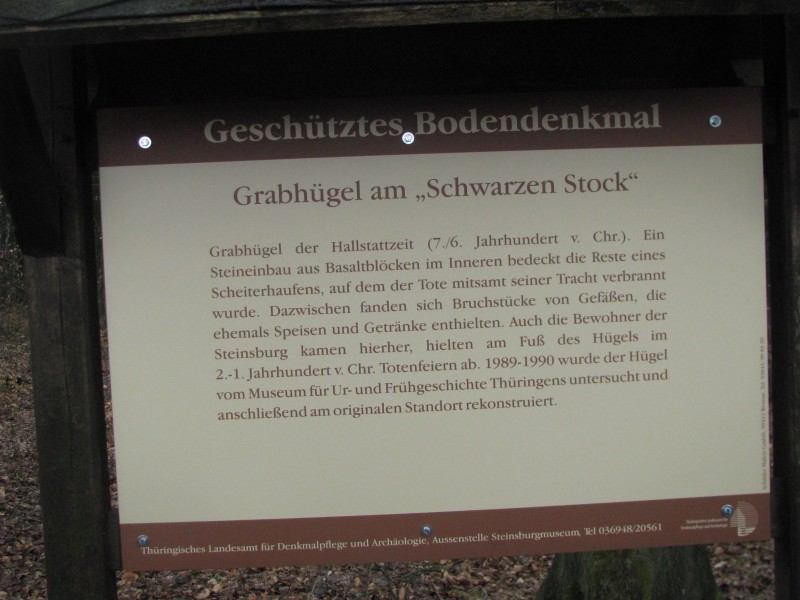 Geschütztes Bodendenkmal
Grabhügel am „Schwarzen Stock“
Grabhügel der Hallstattzeit (7./6. Jahrhundert v. Chr.). Ein
Steineinbau aus Basaltblöcken im Inneren bedeckt die Reste eines
Scheiterhaufens, auf dem der Tote mitsamt seiner Tracht verbrannt
wurde. Dazwischen fanden sich Bruchstücke von Gefäßen, die
ehemals Speisen und Getränke enthielten. Auch die Bewohner der
Steinsburg kamen hierher, hielten am Fuß des Hügels im
2.-1. Jahrhundert v. Chr. Totenfeiern ab. 1989-1990 wurde der Hügel
vom Museum für Ur- und Frühgeschichte Thüringens untersucht und
anschließend am originalen Standort rekonstruiert.
Thüringisches Landesamt für Denkmalpflege und Archäologie, Aussenstelle Steinsburgmuseum, Tel 036948/20561